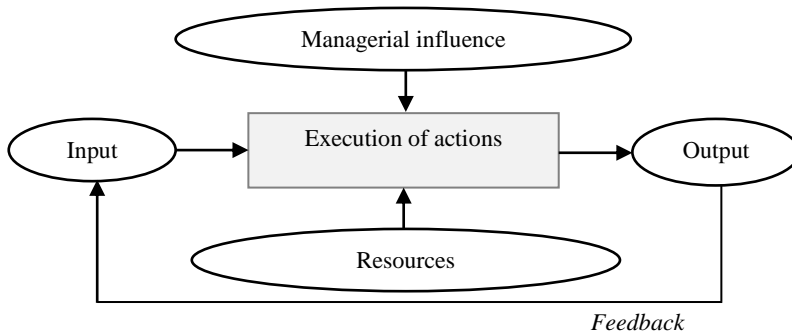 Managerial influence
Input
Execution of actions
Output
Resources
Feedback